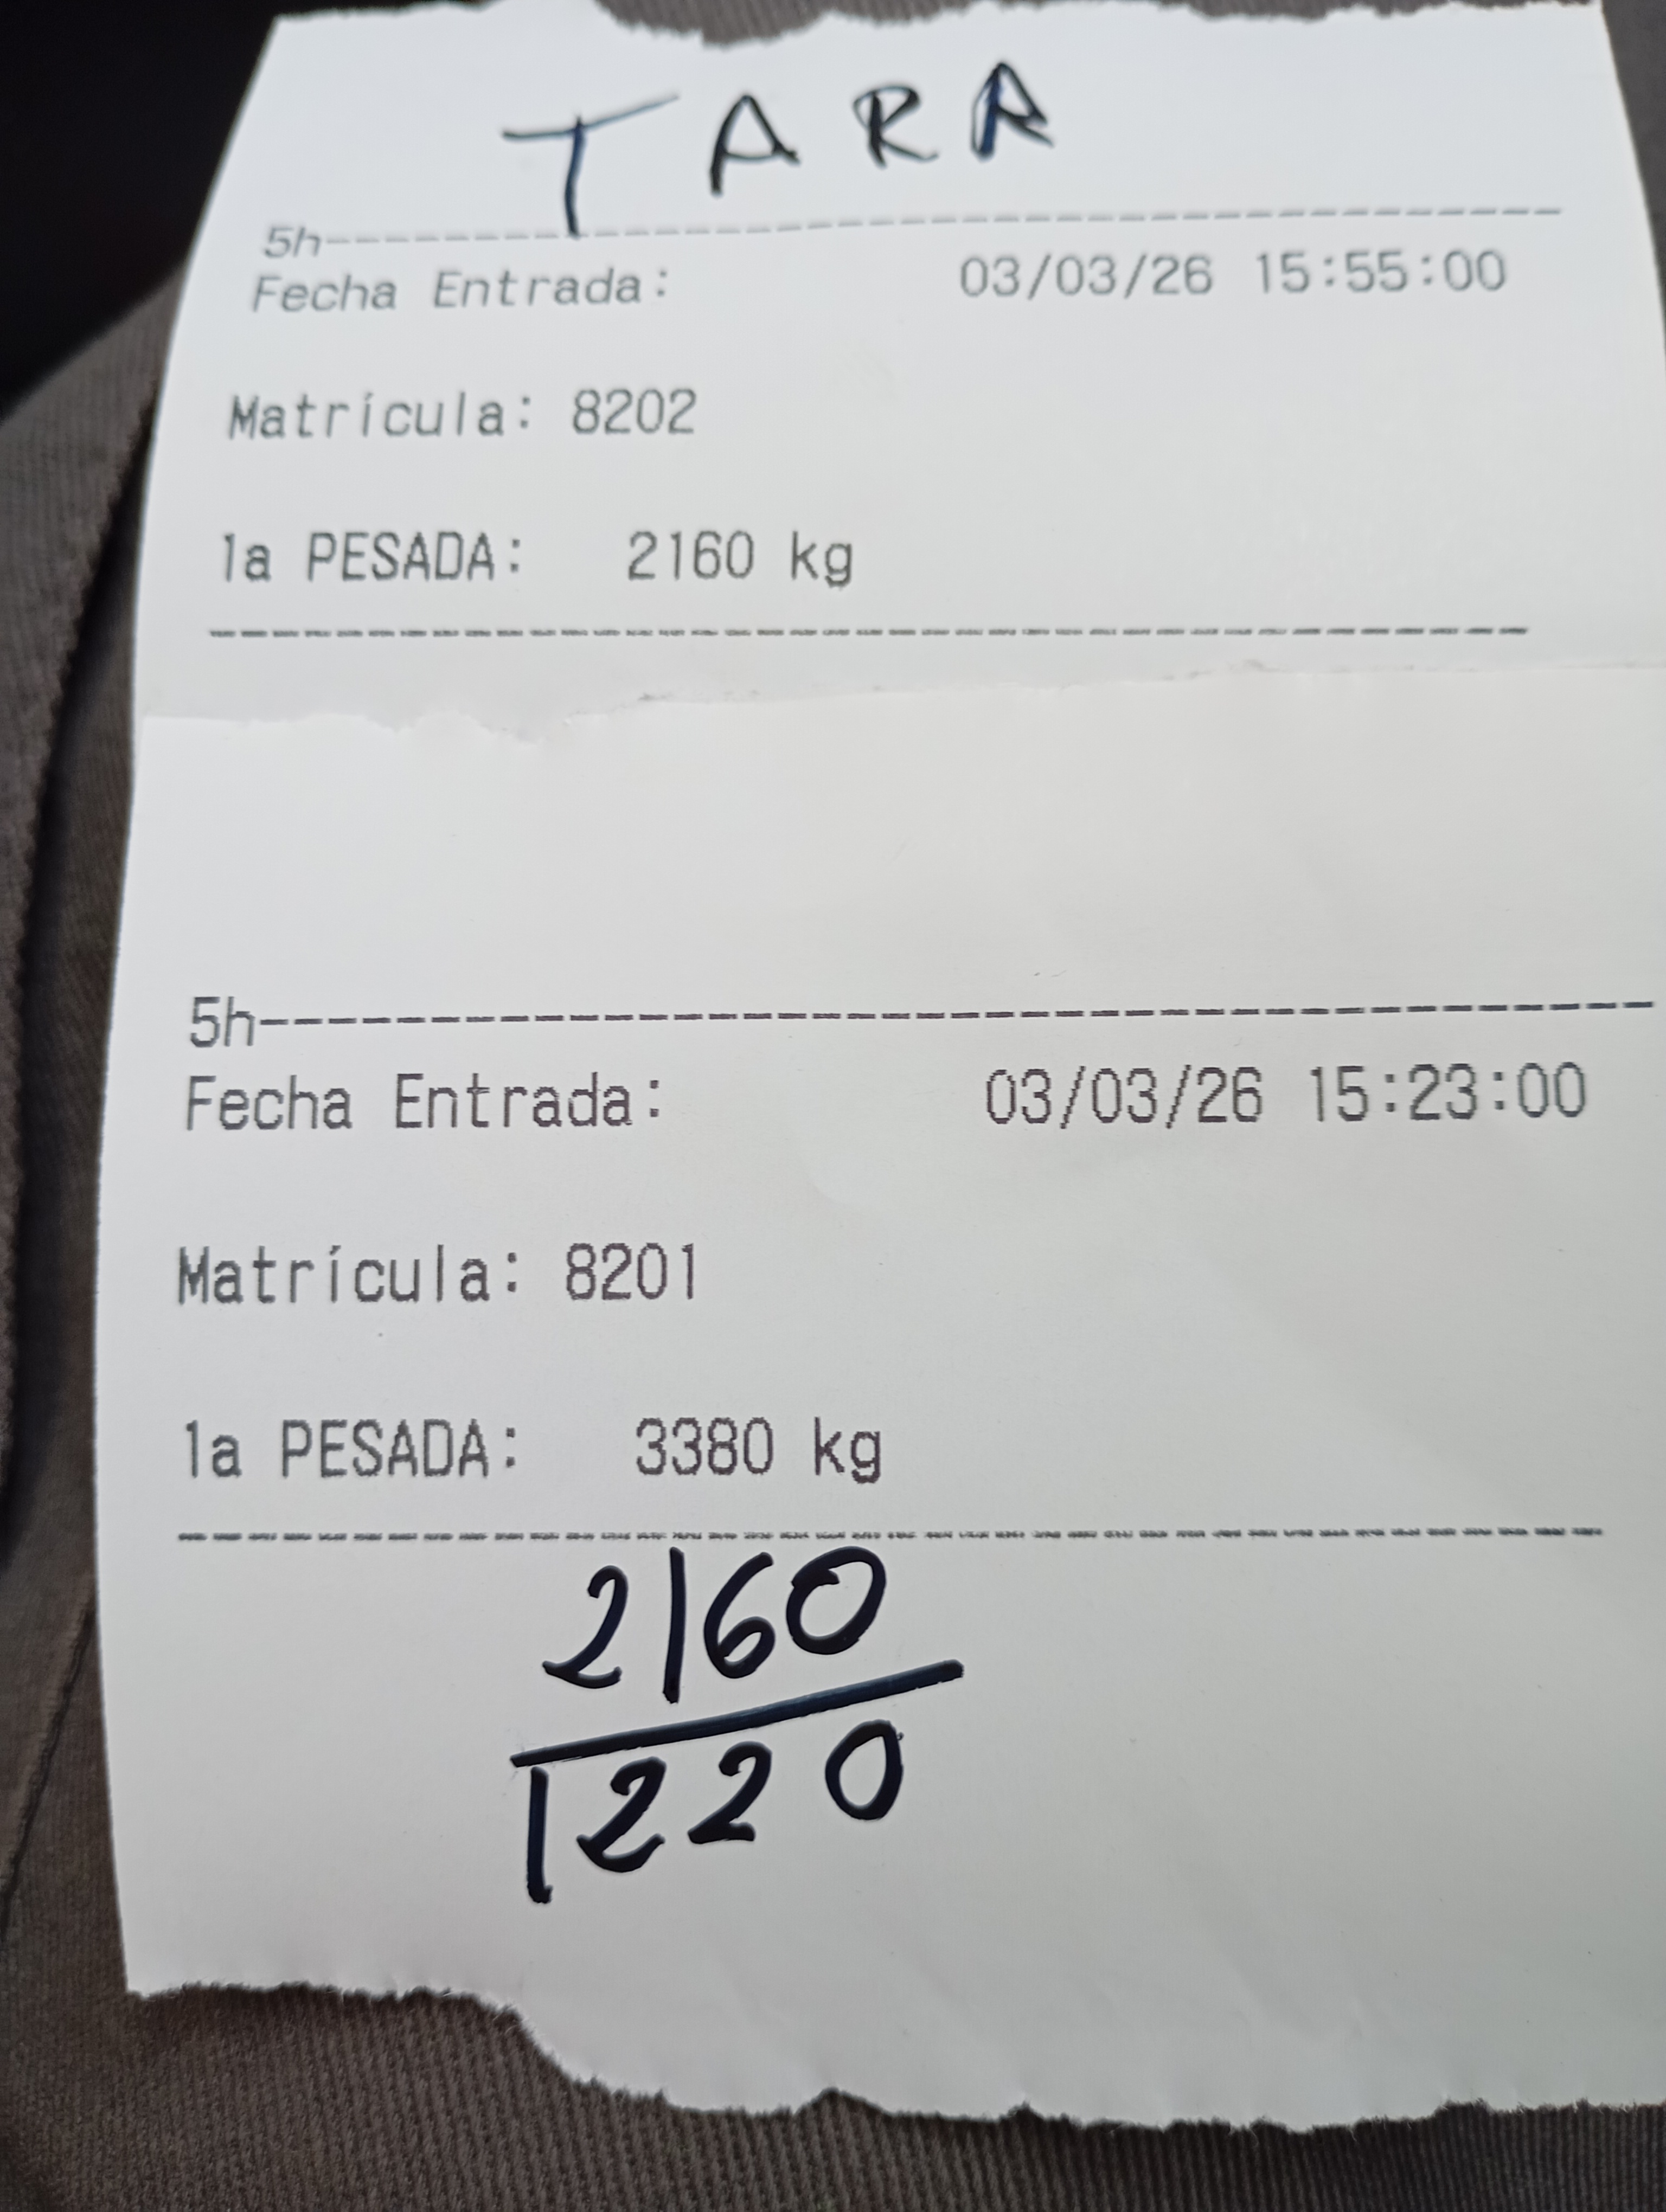 TARA
5h--------------------------------------
Fecha Entrada: 03/03/26 15:55:00
Matrícula: 8202
1a PESADA: 2160 kg
----------------------------------------
5h--------------------------------------
Fecha Entrada: 03/03/26 15:23:00
Matrícula: 8201
1a PESADA: 3380 kg
----------------------------------------
2160
1220